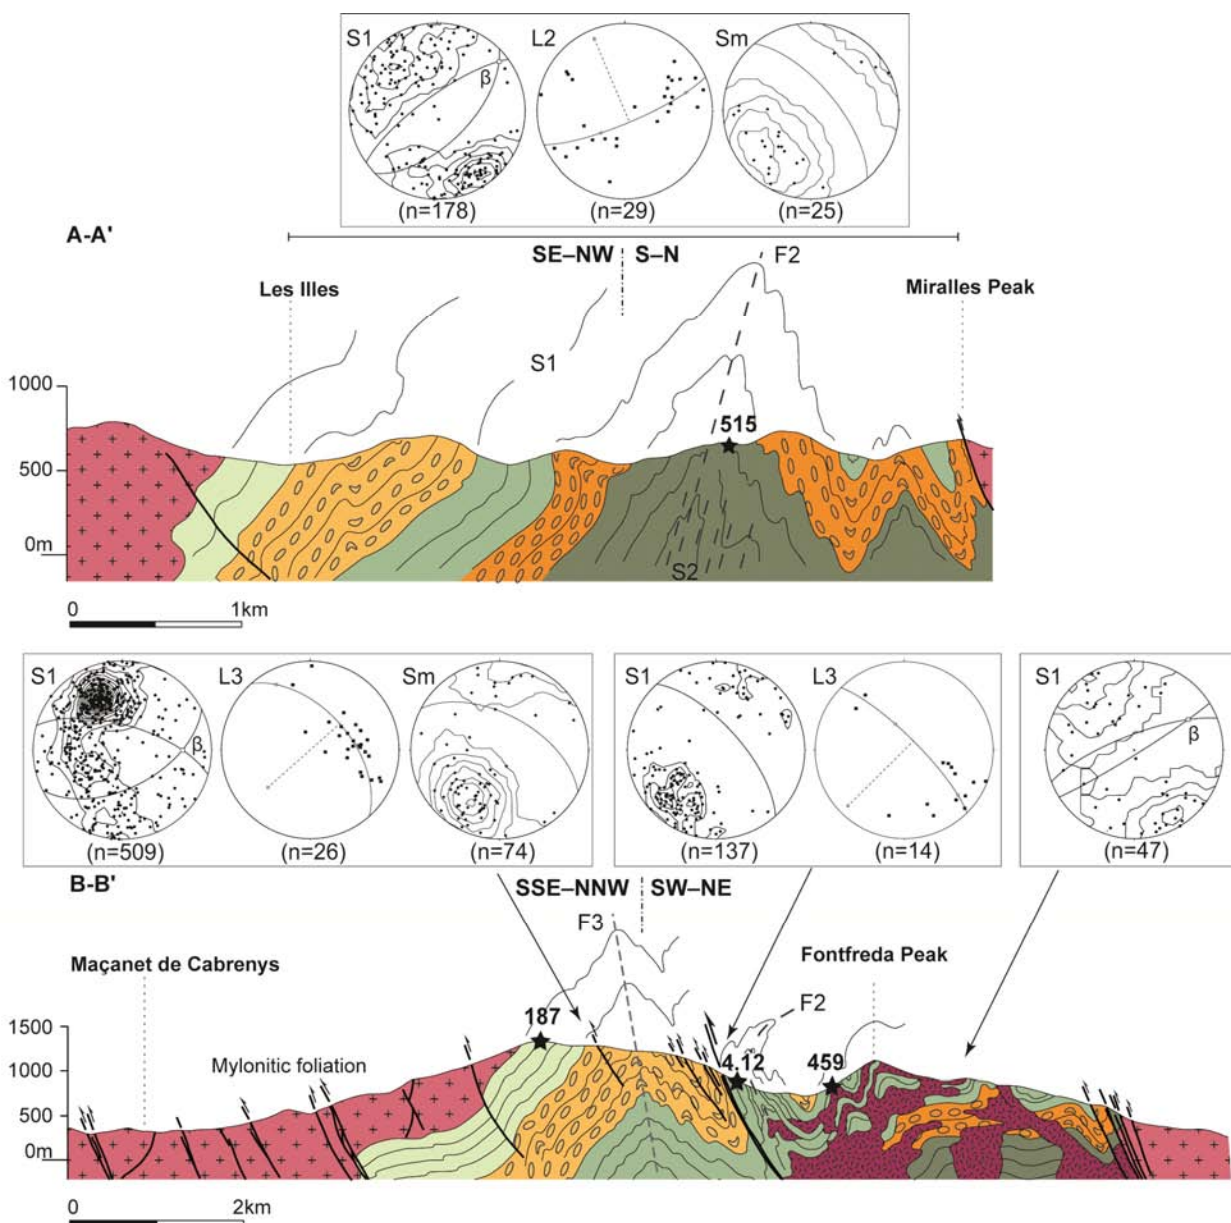 S1 L2 Sm
β
(n=178) (n=29) (n=25)
A-A'
SE–NW S–N
F2
Les Illes
Miralles Peak
S1
1000
515
500
0m
S2
0 1km
S1 L3 Sm S1 L3 S1
β β
(n=509) (n=26) (n=74) (n=137) (n=14) (n=47)
B-B'
SSE–NNW SW–NE
F3
Maçanet de Cabrenys
Fontfreda Peak
F2
187
1500
4.12 459
Mylonitic foliation
1000
500
0m
0 2km